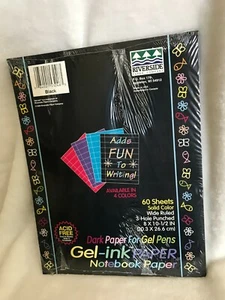 Black
RIVERSIDE
Adds
FUN
To
Writing!
AVAILABLE IN
4 COLORS
60 Sheets
Solid Color
Wide Ruled
3-Hole Punched
8 X 10-1/2 IN
(20.3 X 26.6 cm)
ACID
FREE
Dark Paper For Gel Pens
Gel-ink PAPER
Notebook Paper